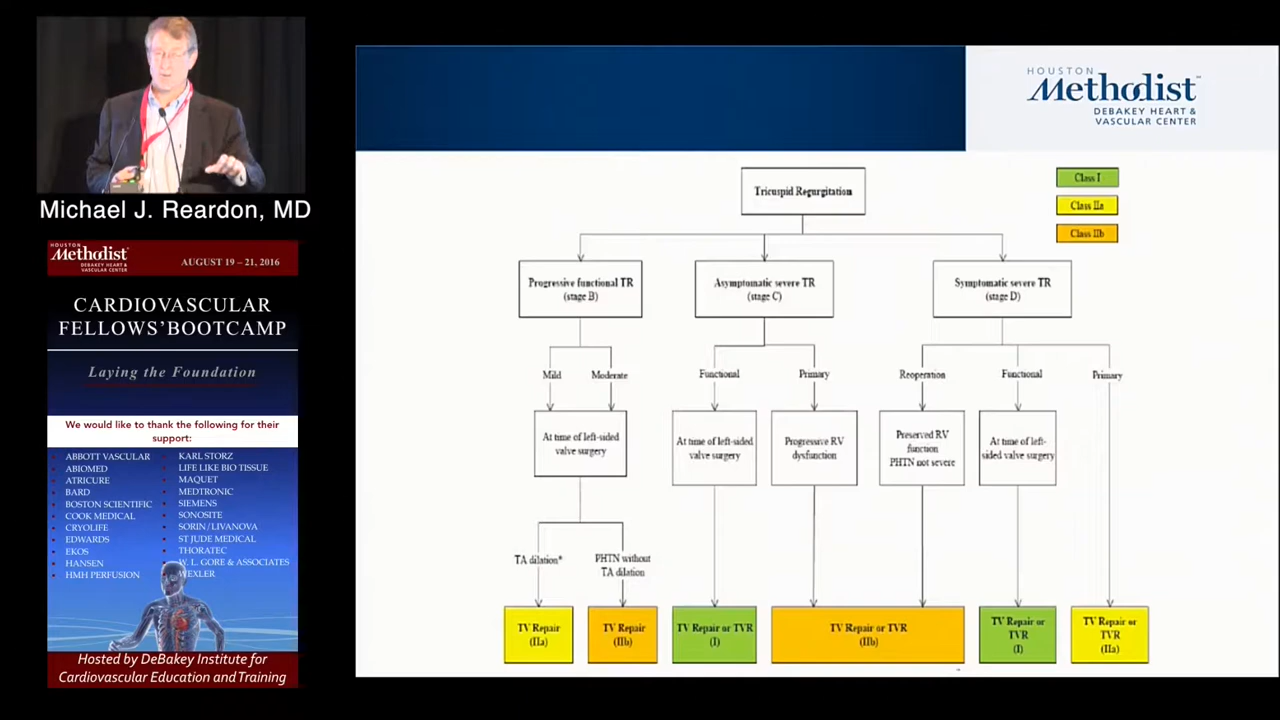 Michael J. Reardon, MD
HOUSTON
Methodist
DEBAKEY HEART &
VASCULAR CENTER
AUGUST 19 – 21, 2016
CARDIOVASCULAR
FELLOWS' BOOTCAMP
Laying the Foundation
We would like to thank the following for their
support:
ABBOTT VASCULAR
ABIOMED
ATRICURE
BARD
BOSTON SCIENTIFIC
COOK MEDICAL
CRYOLIFE
EDWARDS
EKOS
HANSEN
HMH PERFUSION
KARL STORZ
LIFE LIKE BIO TISSUE
MAQUET
MEDTRONIC
SIEMENS
SONOSITE
SORIN/LIVANOVA
ST JUDE MEDICAL
THORATEC
W. L. GORE & ASSOCIATES
WEXLER
Hosted by DeBakey Institute for
Cardiovascular Education and Training
HOUSTON
Methodist
DEBAKEY HEART &
VASCULAR CENTER
Tricuspid Regurgitation
Class I
Class IIa
Class IIb
Progressive functional TR
(stage B)
Asymptomatic severe TR
(stage C)
Symptomatic severe TR
(stage D)
Mild
Moderate
Functional
Primary
Reoperation
Functional
Primary
At time of left-sided
valve surgery
At time of left-sided
valve surgery
Progressive RV
dysfunction
Preserved RV
function
PHTN not severe
At time of left-
sided valve surgery
TA dilation*
PHTN without
TA dilation
TV Repair
(IIa)
TV Repair
(IIb)
TV Repair or TVR
(I)
TV Repair or TVR
(IIb)
TV Repair or
TVR
(I)
TV Repair or
TVR
(IIa)